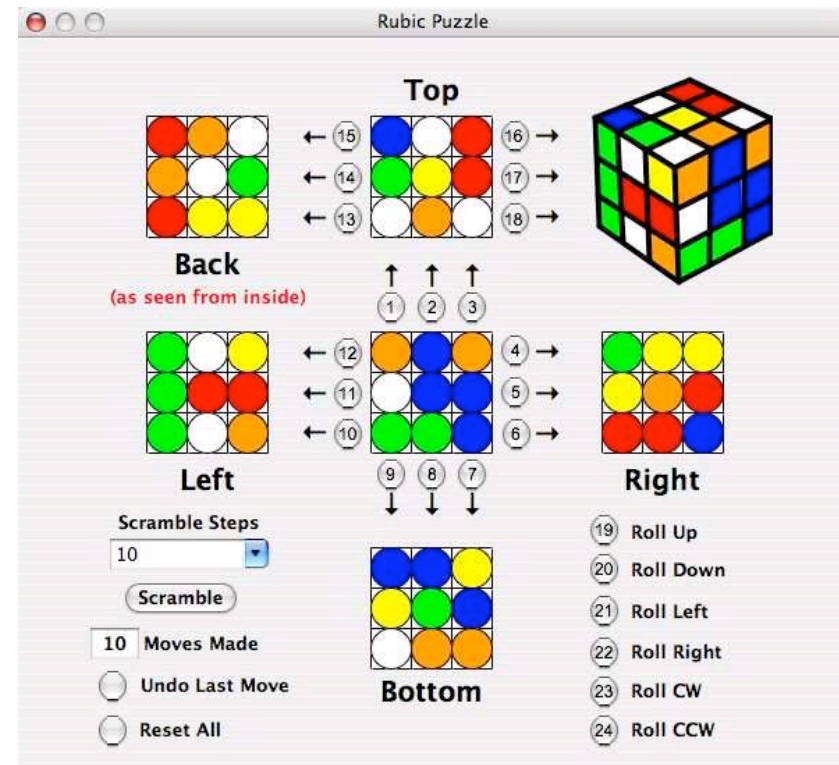 Rubic Puzzle
Top
← 15
16 →
← 14
17 →
← 13
18 →
Back
(as seen from inside)
↑ ↑ ↑
1 2 3
← 12
4 →
← 11
5 →
← 10
6 →
Left
9 8 7
↓ ↓ ↓
Right
Scramble Steps
10
Scramble
10 Moves Made
Undo Last Move
Reset All
Bottom
19 Roll Up
20 Roll Down
21 Roll Left
22 Roll Right
23 Roll CW
24 Roll CCW